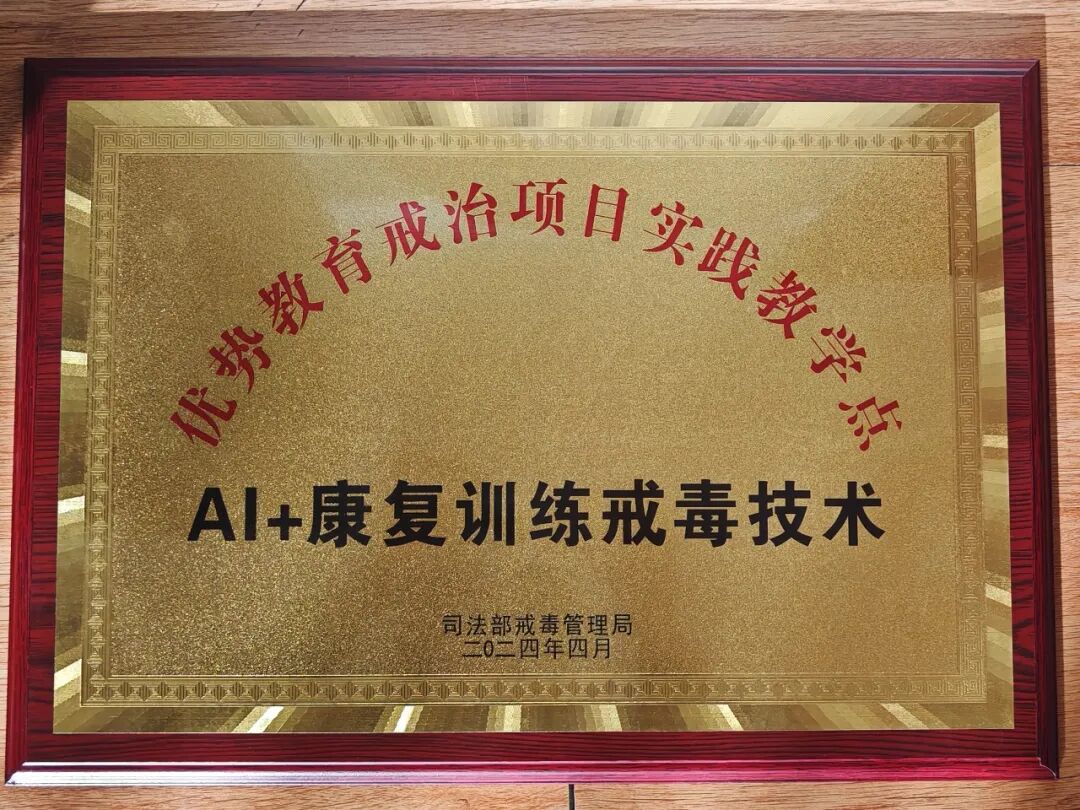 优势教育戒治项目实践教学点
AI+康复训练戒毒技术
司法部戒毒管理局
二0二四年四月